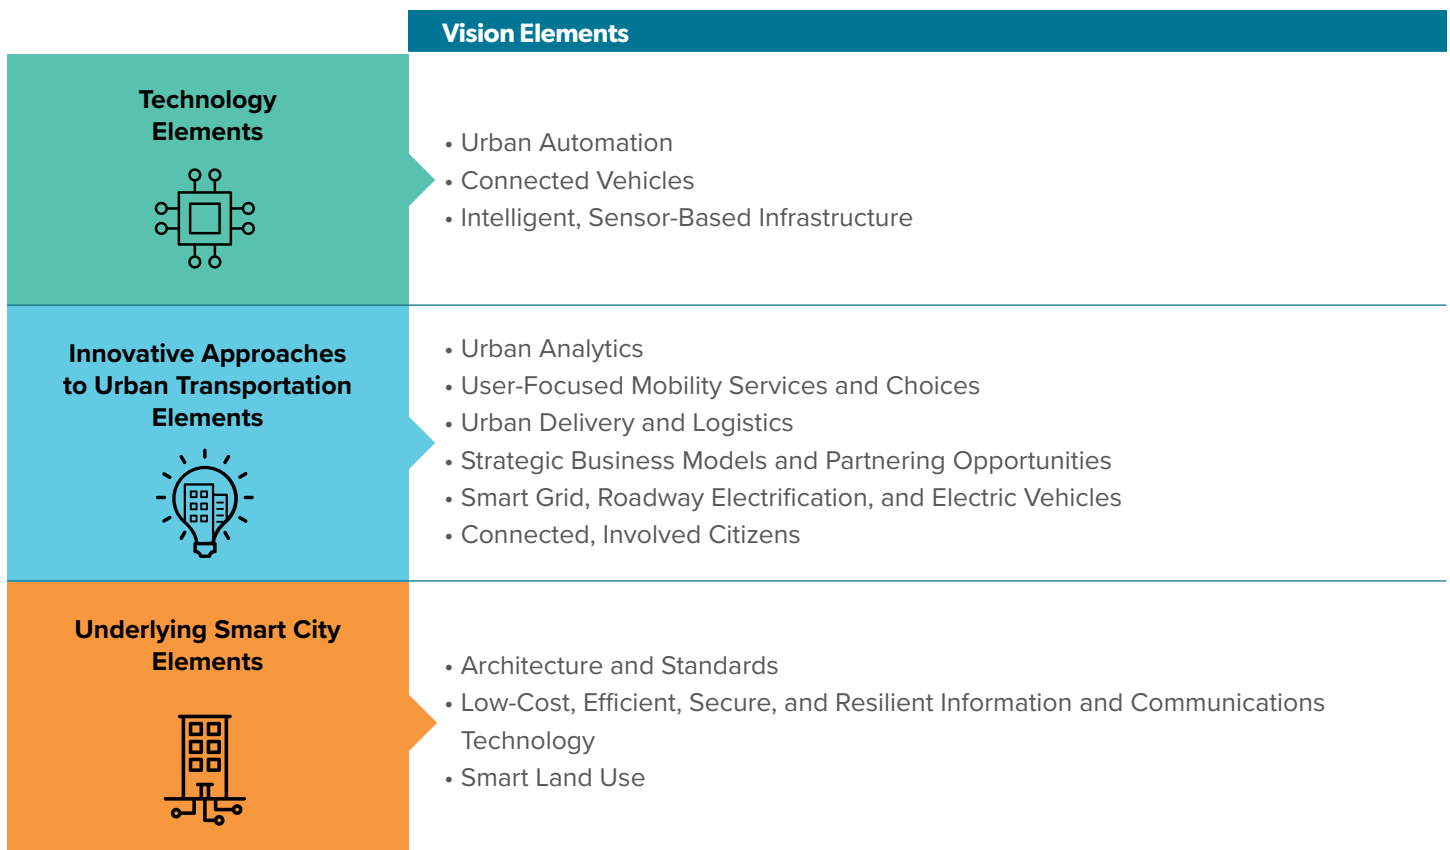 Vision Elements
Technology
Elements
• Urban Automation
• Connected Vehicles
• Intelligent, Sensor-Based Infrastructure
Innovative Approaches
to Urban Transportation
Elements
• Urban Analytics
• User-Focused Mobility Services and Choices
• Urban Delivery and Logistics
• Strategic Business Models and Partnering Opportunities
• Smart Grid, Roadway Electrification, and Electric Vehicles
• Connected, Involved Citizens
Underlying Smart City
Elements
• Architecture and Standards
• Low-Cost, Efficient, Secure, and Resilient Information and Communications
Technology
• Smart Land Use